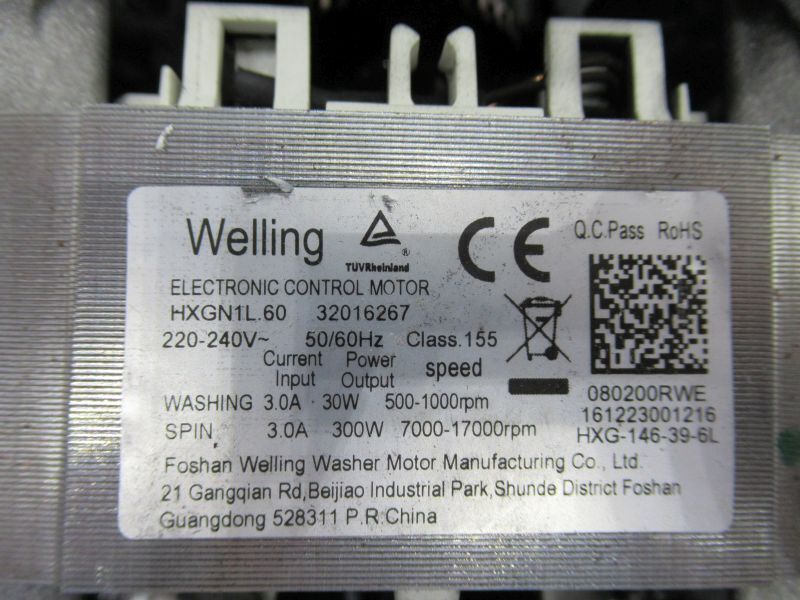 Welling
TÜVRheinland
®
CE
Q.C.Pass RoHS
ELECTRONIC CONTROL MOTOR
HXGN1L.60 32016267
220-240V~ 50/60Hz Class.155
Current Power speed
Input Output
WASHING 3.0A 30W 500-1000rpm
SPIN 3.0A 300W 7000-17000rpm
080200RWE
161223001216
HXG-146-39-6L
Foshan Welling Washer Motor Manufacturing Co., Ltd.
21 Gangqian Rd,Beijiao Industrial Park,Shunde District Foshan
Guangdong 528311 P.R.China